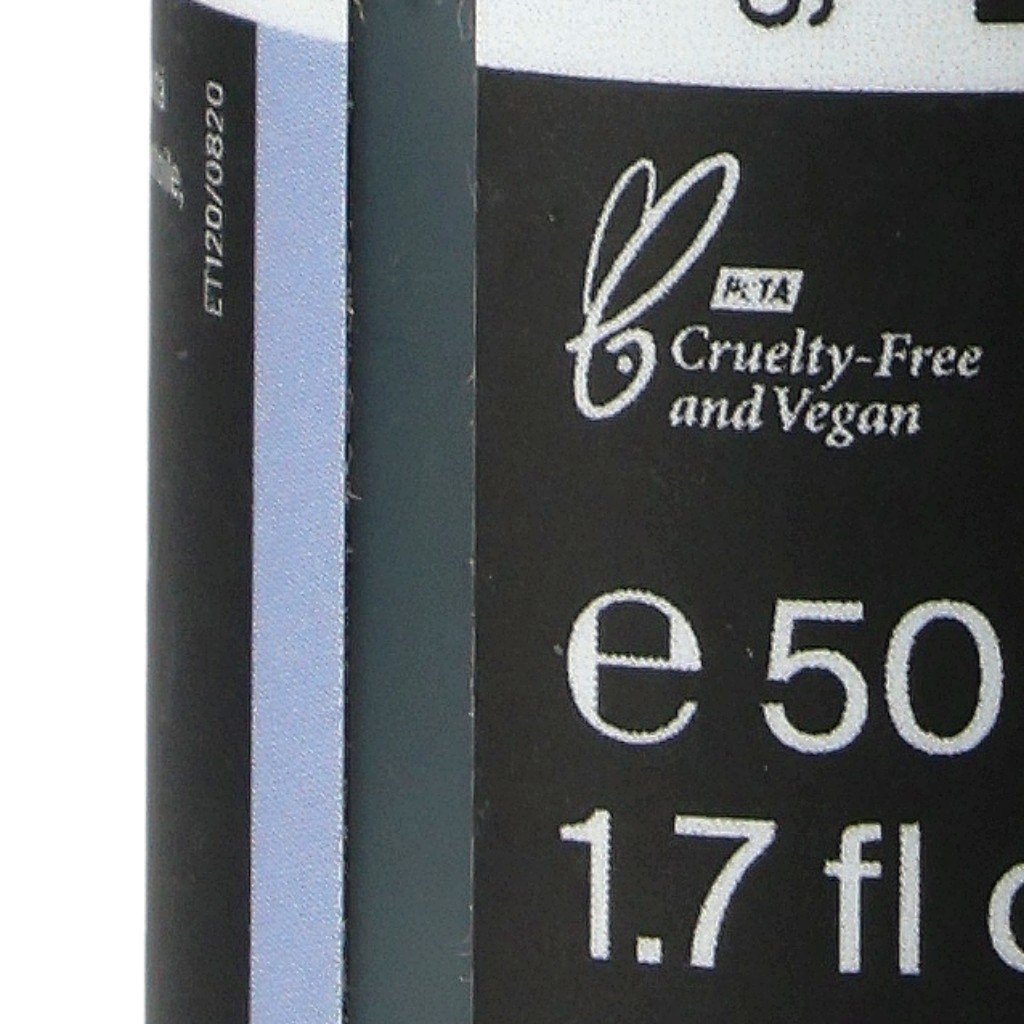 ET120/0820
PETA
Cruelty-Free
and Vegan
e 50
1.7 fl